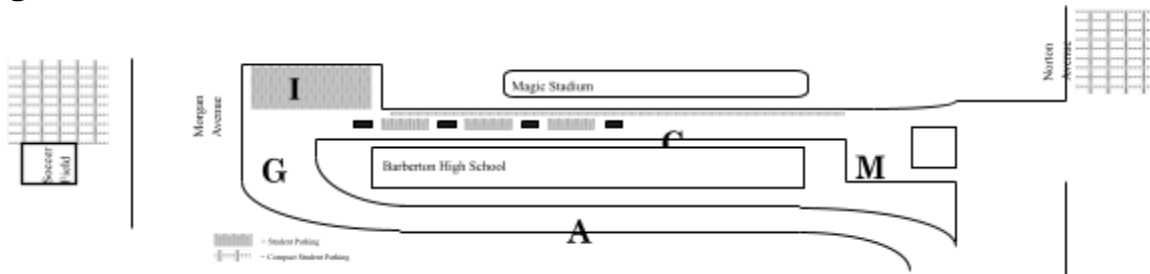 Norton
Avenue
I
Magic Stadium
Morgan
Avenue
C
Soccer
Field
G
Barberton High School
M
A
= Student Parking
= Compact Student Parking